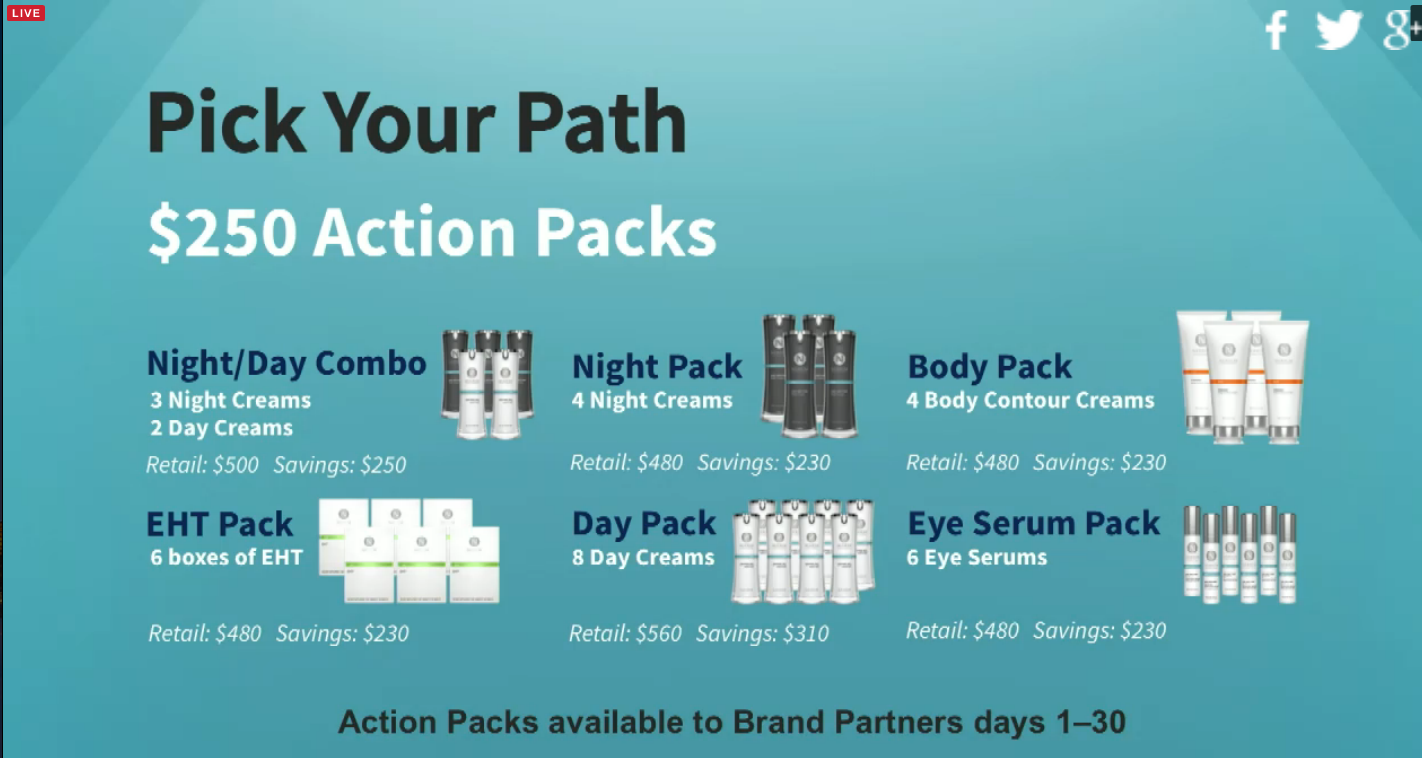 LIVE
Pick Your Path
$250 Action Packs
Night/Day Combo
3 Night Creams
2 Day Creams
Retail: $500 Savings: $250
Night Pack
4 Night Creams
Retail: $480 Savings: $230
Body Pack
4 Body Contour Creams
Retail: $480 Savings: $230
EHT Pack
6 boxes of EHT
Retail: $480 Savings: $230
Day Pack
8 Day Creams
Retail: $560 Savings: $310
Eye Serum Pack
6 Eye Serums
Retail: $480 Savings: $230
Action Packs available to Brand Partners days 1–30